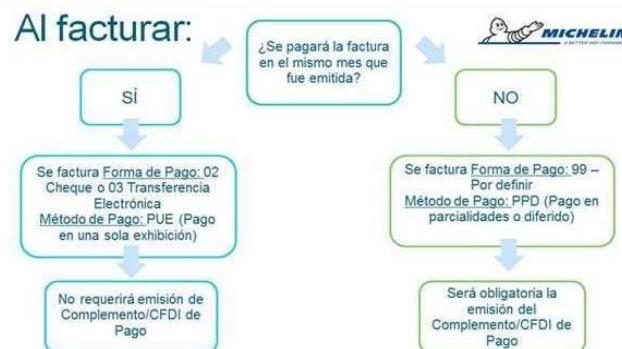 Al facturar:
MICHELIN
A BETTER WAY FORWARD
¿Se pagará la factura
en el mismo mes que
fue emitida?
SÍ
NO
Se factura Forma de Pago: 02
Cheque o 03 Transferencia
Electrónica
Método de Pago: PUE (Pago
en una sola exhibición)
Se factura Forma de Pago: 99 –
Por definir
Método de Pago: PPD (Pago en
parcialidades o diferido)
No requerirá emisión de
Complemento/CFDI de
Pago
Será obligatoria la
emisión del
Complemento/CFDI de
Pago